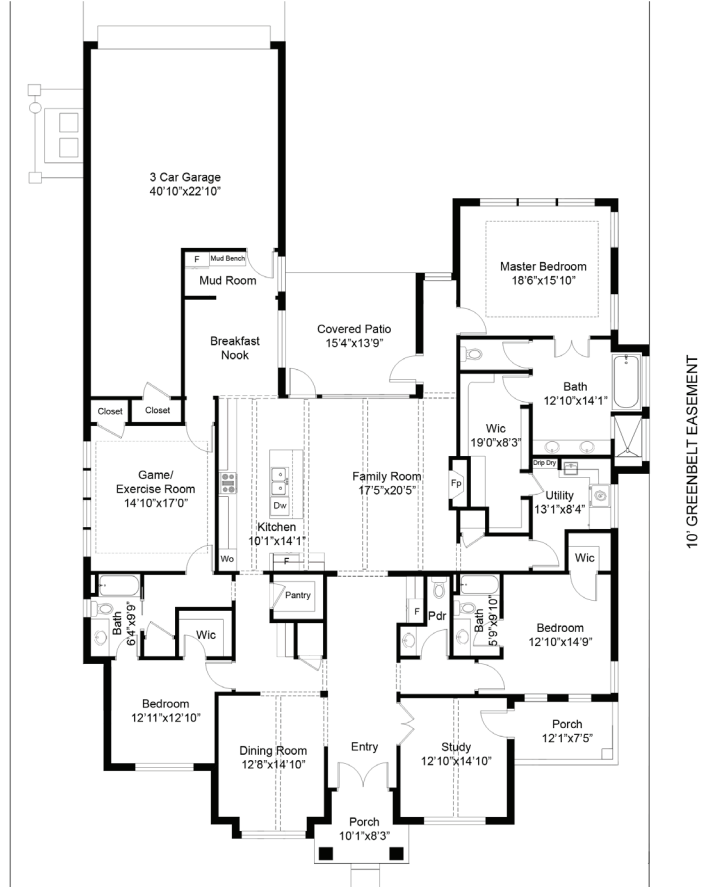 3 Car Garage
40'10"x22'10"
F
Mud Bench
Mud Room
Master Bedroom
18'6"x15'10"
Covered Patio
15'4"x13'9"
Breakfast
Nook
Bath
12'10"x14'1"
Closet
Closet
Wic
19'0"x8'3"
10' GREENBELT EASEMENT
Game/
Exercise Room
14'10"x17'0"
Family Room
17'5"x20'5"
Fp
Drip Dry
Utility
13'1"x8'4"
Dw
Kitchen
10'1"x14'1"
Wo
F
Wic
Pantry
Bath
6'4"x9'9"
F
Pdr
Bath
5'9"x9'10"
Bedroom
12'10"x14'9"
Wic
Bedroom
12'11"x12'10"
Dining Room
12'8"x14'10"
Entry
Study
12'10"x14'10"
Porch
12'1"x7'5"
Porch
10'1"x8'3"